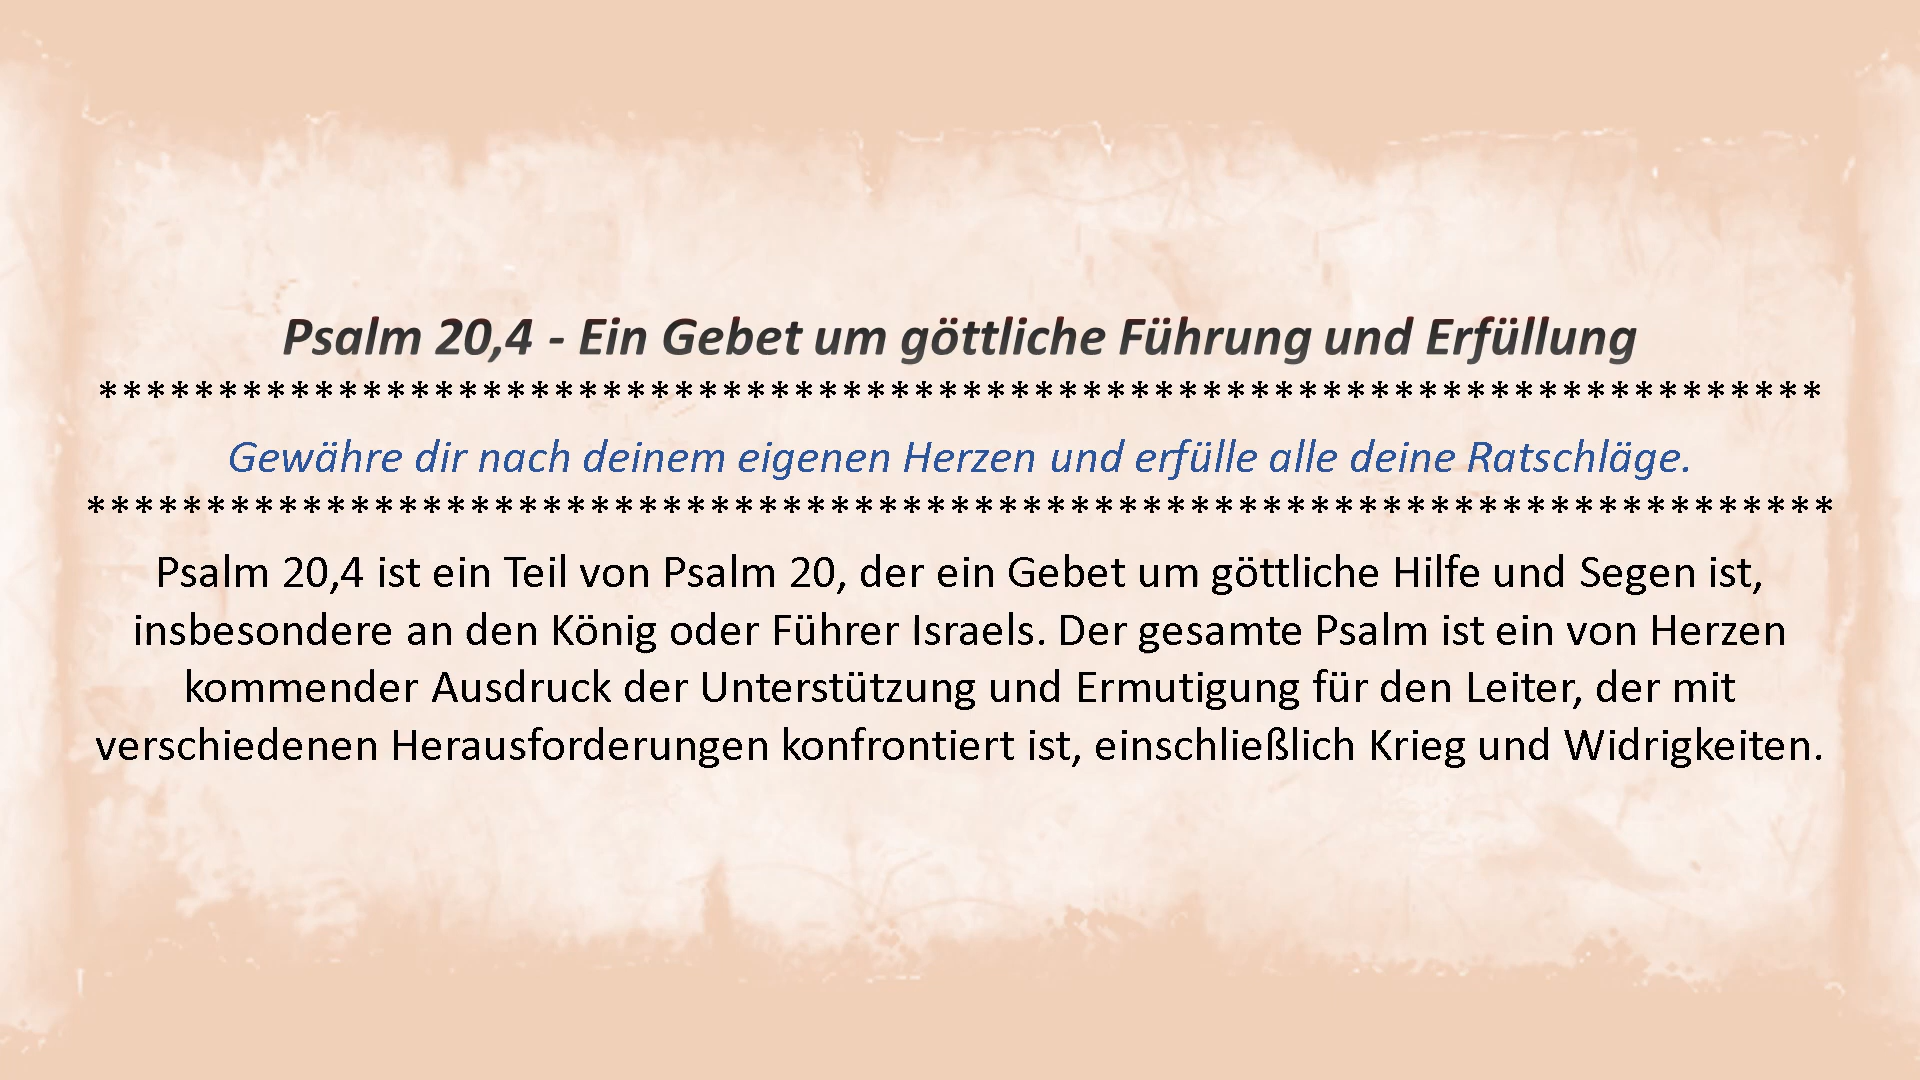 Psalm 20,4 - Ein Gebet um göttliche Führung und Erfüllung
************************************************************************
Gewähre dir nach deinem eigenen Herzen und erfülle alle deine Ratschläge.
*************************************************************************
Psalm 20,4 ist ein Teil von Psalm 20, der ein Gebet um göttliche Hilfe und Segen ist,
insbesondere an den König oder Führer Israels. Der gesamte Psalm ist ein von Herzen
kommender Ausdruck der Unterstützung und Ermutigung für den Leiter, der mit
verschiedenen Herausforderungen konfrontiert ist, einschließlich Krieg und Widrigkeiten.